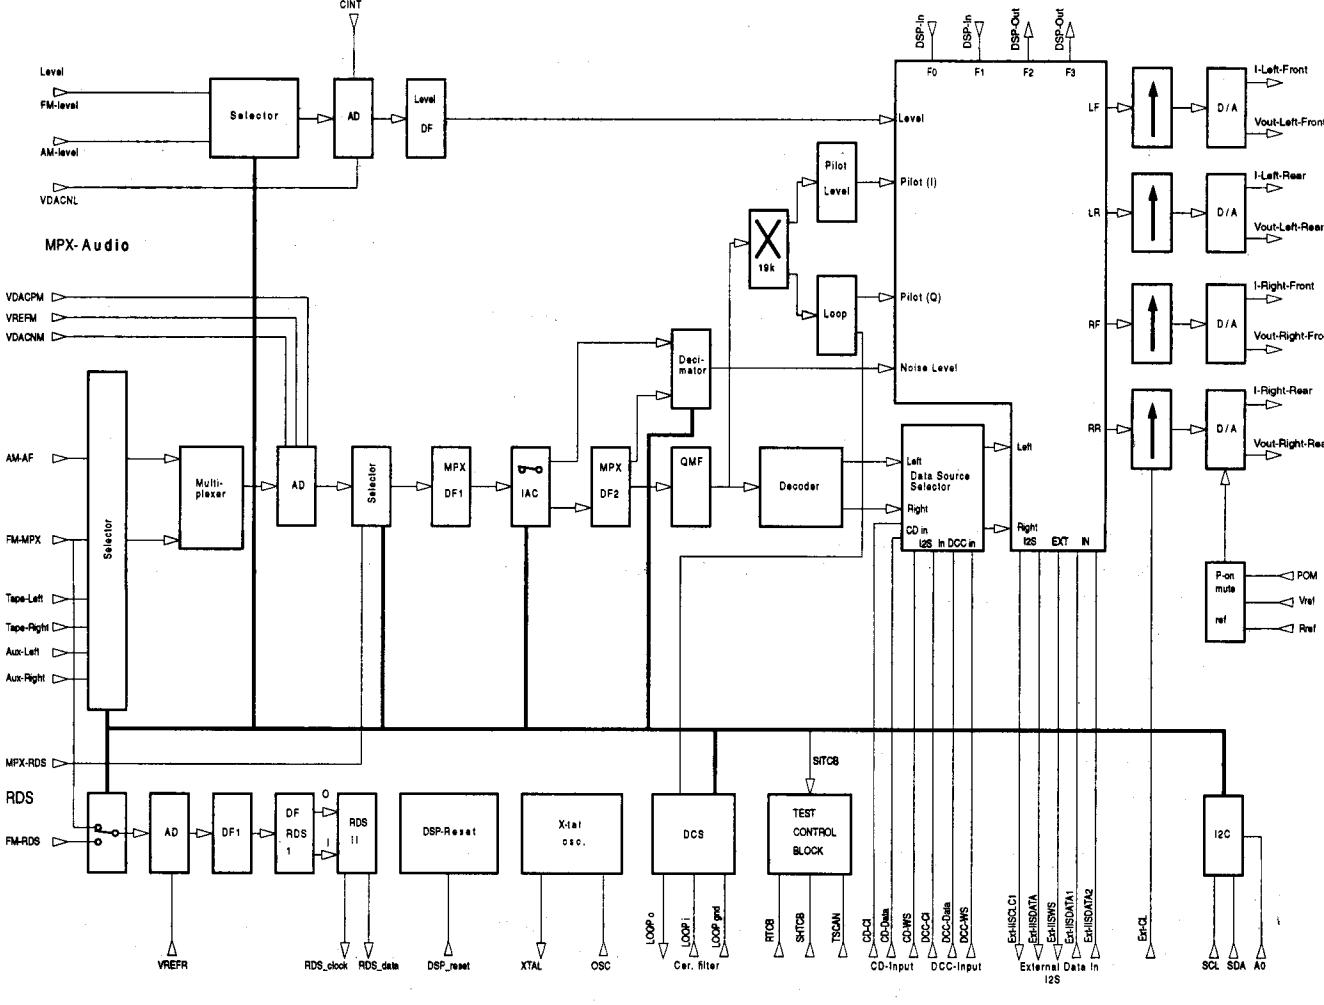 CINT
DSP-In
DSP-In
DSP-Out
DSP-Out
F0 F1 F2 F3
Level
FM-level
AM-level
VDACNL
Selector
AD
Level
DF
Level
LF
D/A
I-Left-Front
Vout-Left-Front
Pilot
Level
Pilot (I)
LR
D/A
I-Left-Rear
Vout-Left-Rear
MPX-Audio
19k
VDACPM
VREFM
VDACNM
Loop
Pilot (Q)
RF
D/A
I-Right-Front
Vout-Right-Fro
Deci-
mator
Noise Level
RR
D/A
I-Right-Rear
Vout-Right-Rea
AM-AF
FM-MPX
Tape-Left
Tape-Right
Aux-Left
Aux-Right
Selector
Multi-
plexer
AD
Selector
MPX
DF1
IAC
MPX
DF2
QMF
Decoder
Left
Data Source
Selector
Right
CD in
I2S In DCC in
Left
Right
I2S EXT IN
P-on
mute
ref
POM
Vref
Rref
MPX-RDS
RDS
FM-RDS
AD
DF1
DF
RDS
1
O
I
RDS
II
DSP-Reset
X-tal
osc.
DCS
SITCB
TEST
CONTROL
BLOCK
I2C
VREFR
RDS_clock
RDS_data
DSP_reset
XTAL
OSC
LOOP o
LOOP i
LOOP gnd
Cer. filter
RTCB
SHTCB
TSCAN
CD-Cl
CD-Data
CD-WS
CD-Input
DCC-Cl
DCC-Data
DCC-WS
DCC-Input
Ext-IISCLC1
Ext-IISDATA
Ext-IISWS
Ext-IISDATA1
Ext-IISDATA2
External Data In
I2S
Ext-CL
SCL SDA A0